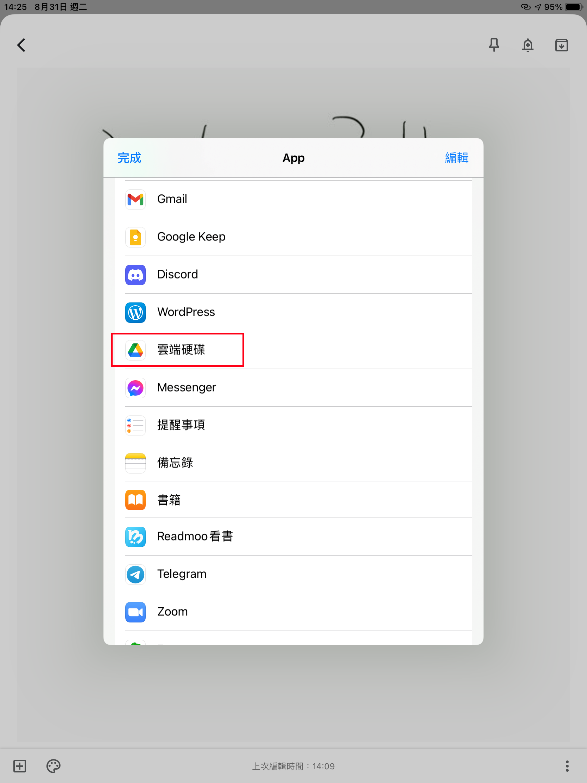 14:25 8月31日 週二
95%
完成 App 編輯
Gmail
Google Keep
Discord
WordPress
雲端硬碟
Messenger
提醒事項
備忘錄
書籍
Readmoo看書
Telegram
Zoom
上次編輯時間：14:09